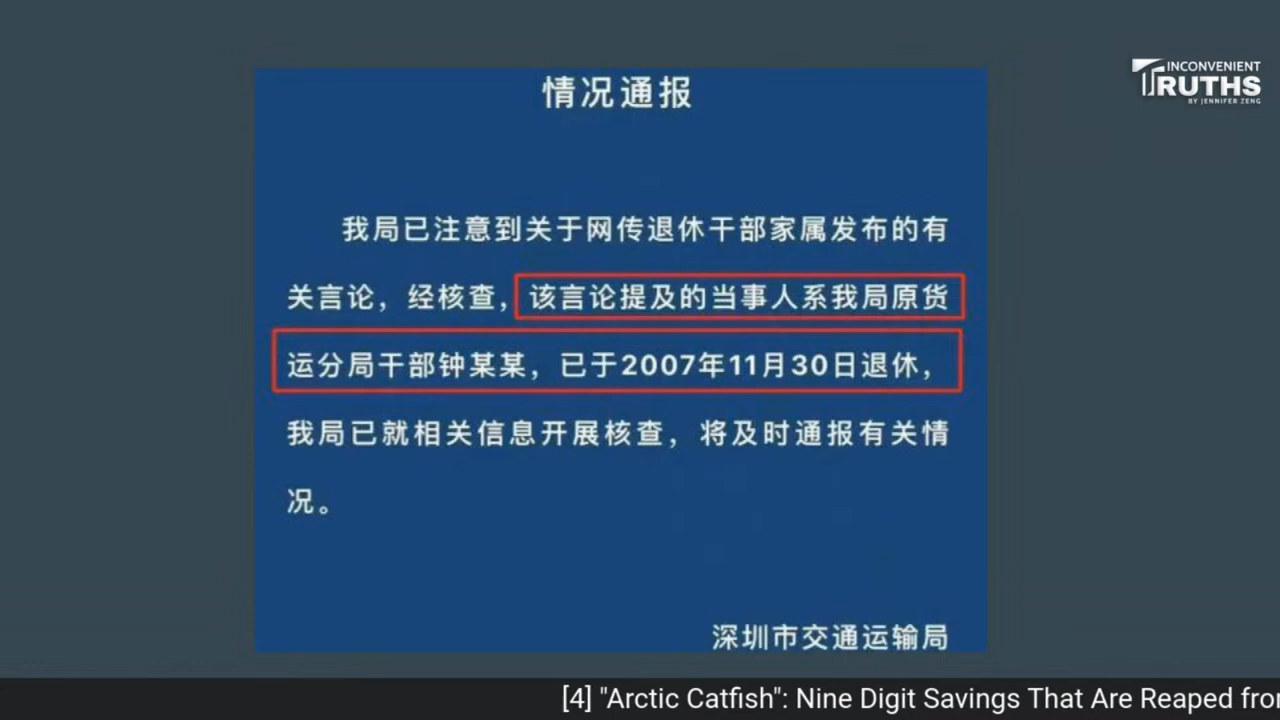 INCONVENIENT
TRUTHS
BY JENNIFER ZENG
情况通报
我局已注意到关于网传退休干部家属发布的有
关言论，经核查，该言论提及的当事人系我局原货
运分局干部钟某某，已于2007年11月30日退休，
我局已就相关信息开展核查，将及时通报有关情
况。
深圳市交通运输局
[4] "Arctic Catfish": Nine Digit Savings That Are Reaped fro